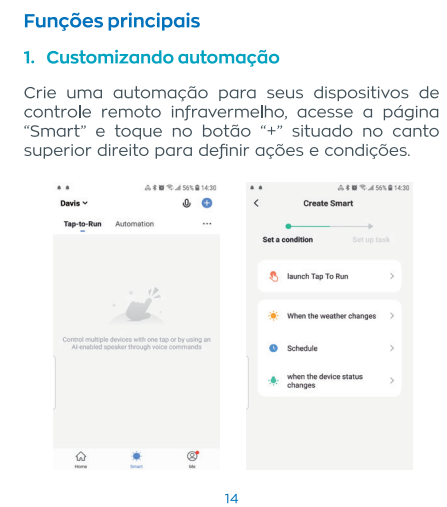 Funções principais
1. Customizando automação
Crie uma automação para seus dispositivos de
controle remoto infravermelho, acesse a página
“Smart” e toque no botão “+” situado no canto
superior direito para definir ações e condições.
56% 14:30
Davis
Tap-to-Run Automation ...
Control multiple devices with one tap or by using an
AI-enabled speaker through voice commands
Home Smart Me
56% 14:30
Create Smart
Set a condition Set up task
launch Tap To Run
When the weather changes
Schedule
when the device status
changes
14